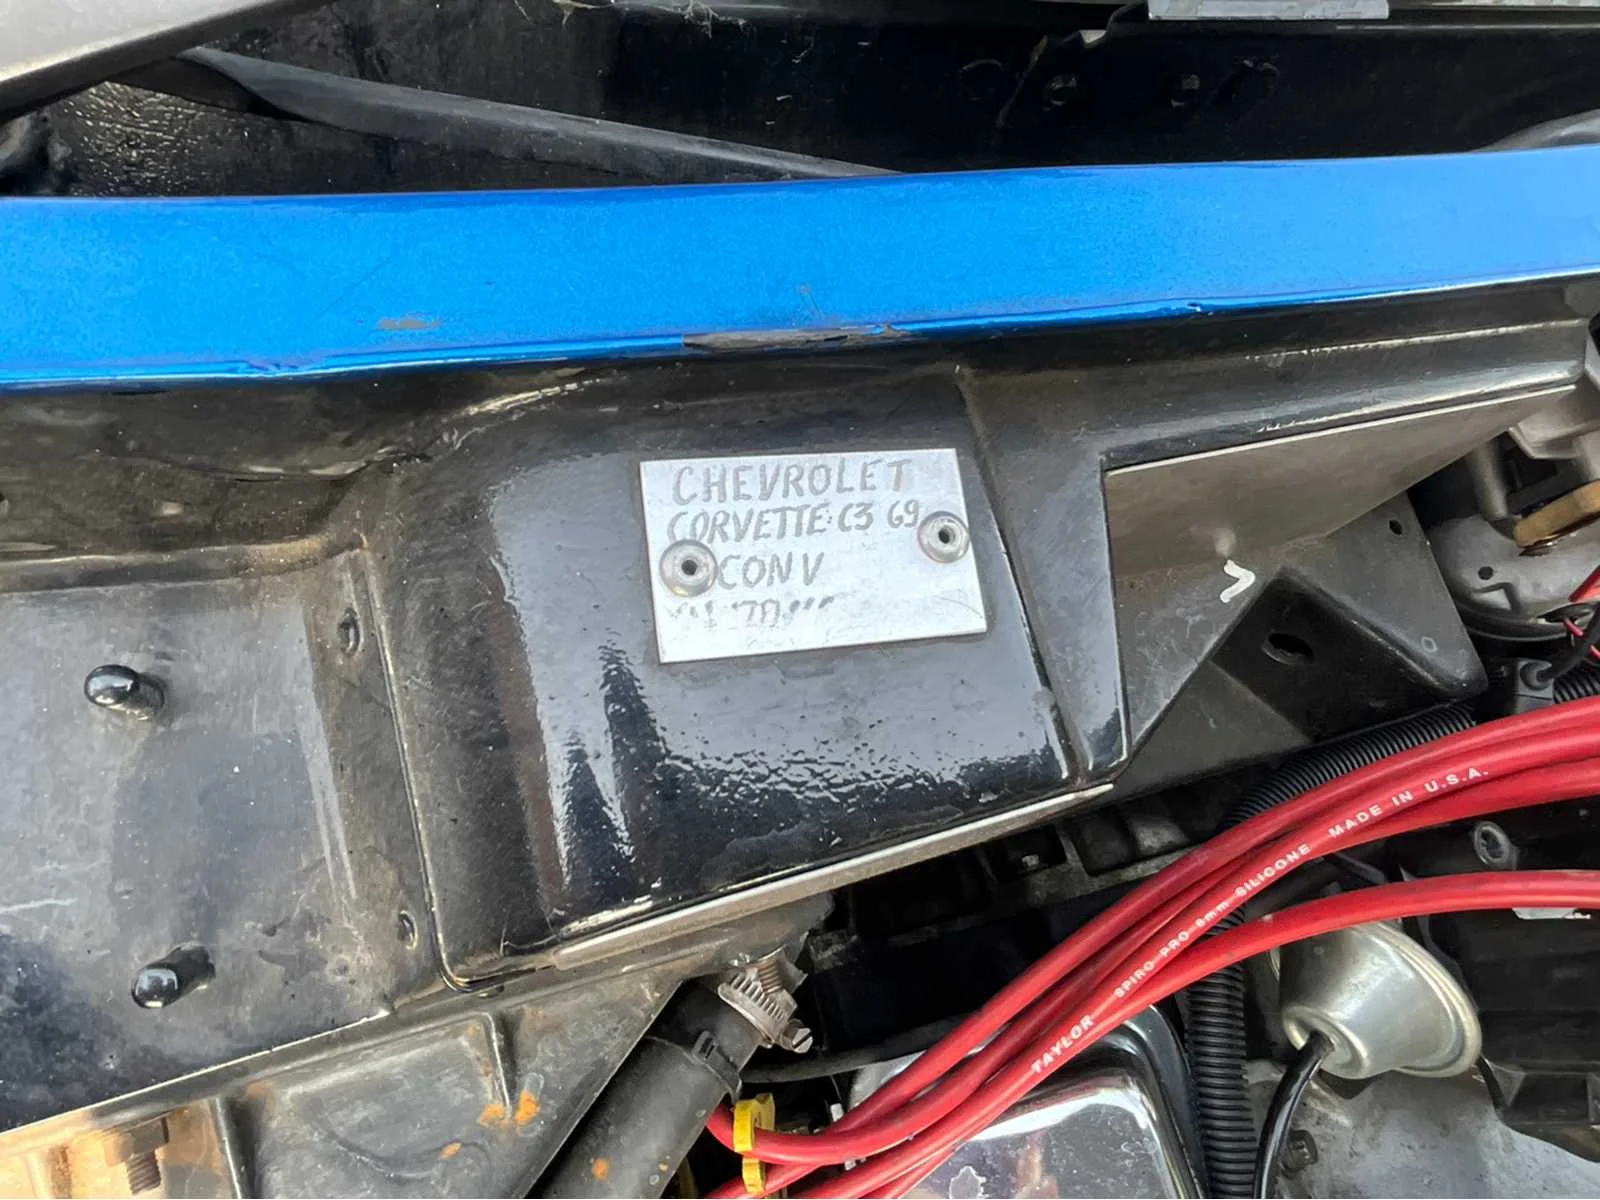 CHEVROLET
CORVETTE C3 69
CONV
MADE IN U.S.A.
SPIRO-PRO 8mm SILICONE
TAYLOR